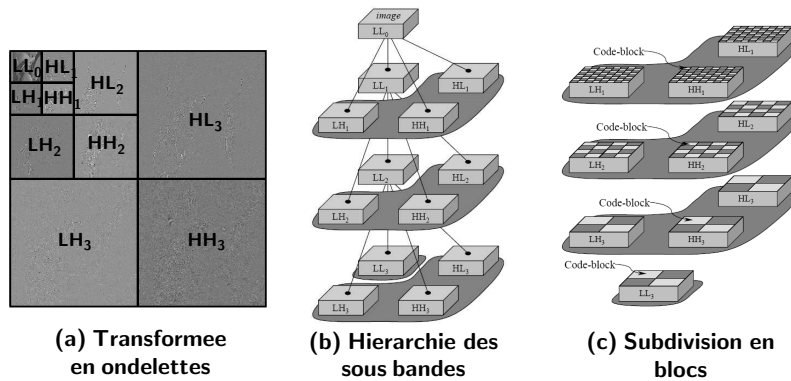 LL0 HL1
HL2
LH1 HH1
HL3
LH2 HH2
LH3 HH3
(a) Transformee
en ondelettes
image
LL0
LL1 HL1
LH1 HH1
LL2 HL2
LH2 HH2
LL3 HL3
LH3 HH3
(b) Hierarchie des
sous bandes
Code-block
HL1
LH1 HH1
Code-block
HL2
LH2 HH2
Code-block
HL3
LH3 HH3
Code-block
LL3
(c) Subdivision en
blocs